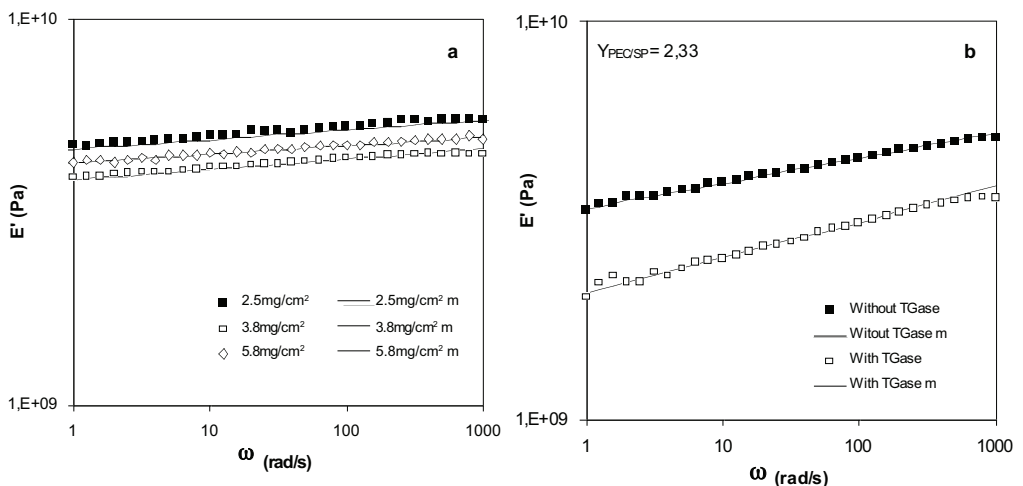 1,E+10
a
E' (Pa)
2.5mg/cm² 2.5mg/cm² m
3.8mg/cm² 3.8mg/cm² m
5.8mg/cm² 5.8mg/cm² m
1,E+09
1 10 100 1000
ω (rad/s)
1,E+10
YPEC/SP = 2,33 b
E' (Pa)
Without TGase
Witout TGase m
With TGase
With TGase m
1,E+09
1 10 100 1000
ω (rad/s)